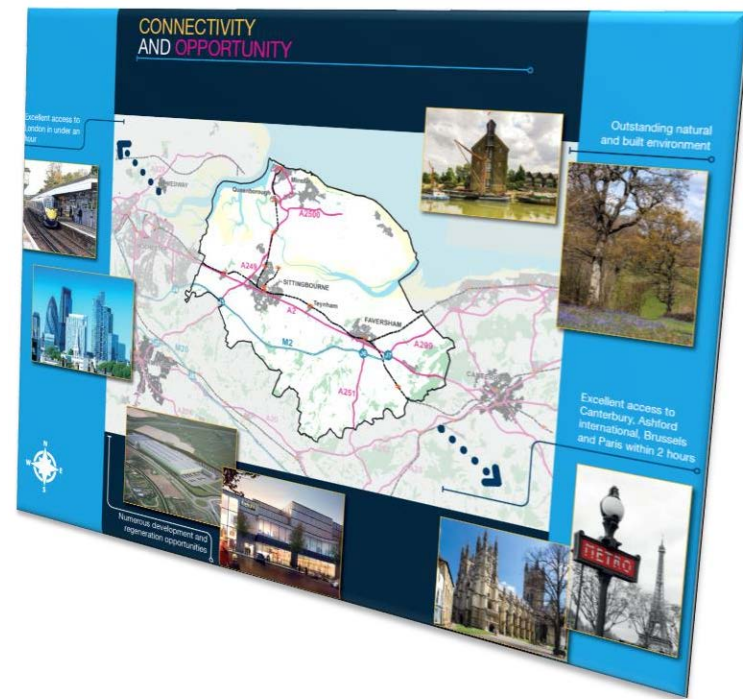 CONNECTIVITY
AND OPPORTUNITY
Excellent access to
London in under an
hour
Outstanding natural
and built environment
MEDWAY
Queenborough
A2500
A249
SITTINGBOURNE
Teynham
A2
FAVERSHAM
M2
A299
A251
M20
Excellent access to
Canterbury, Ashford
international, Brussels
and Paris within 2 hours
N
W E
S
Numerous development and
regeneration opportunities
METRO